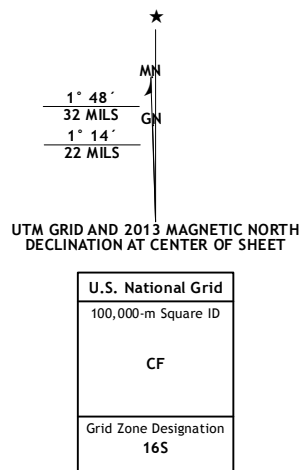 MN
1° 48´
32 MILS
GN
1° 14´
22 MILS
UTM GRID AND 2013 MAGNETIC NORTH
DECLINATION AT CENTER OF SHEET
U.S. National Grid
100,000-m Square ID
CF
Grid Zone Designation
16S